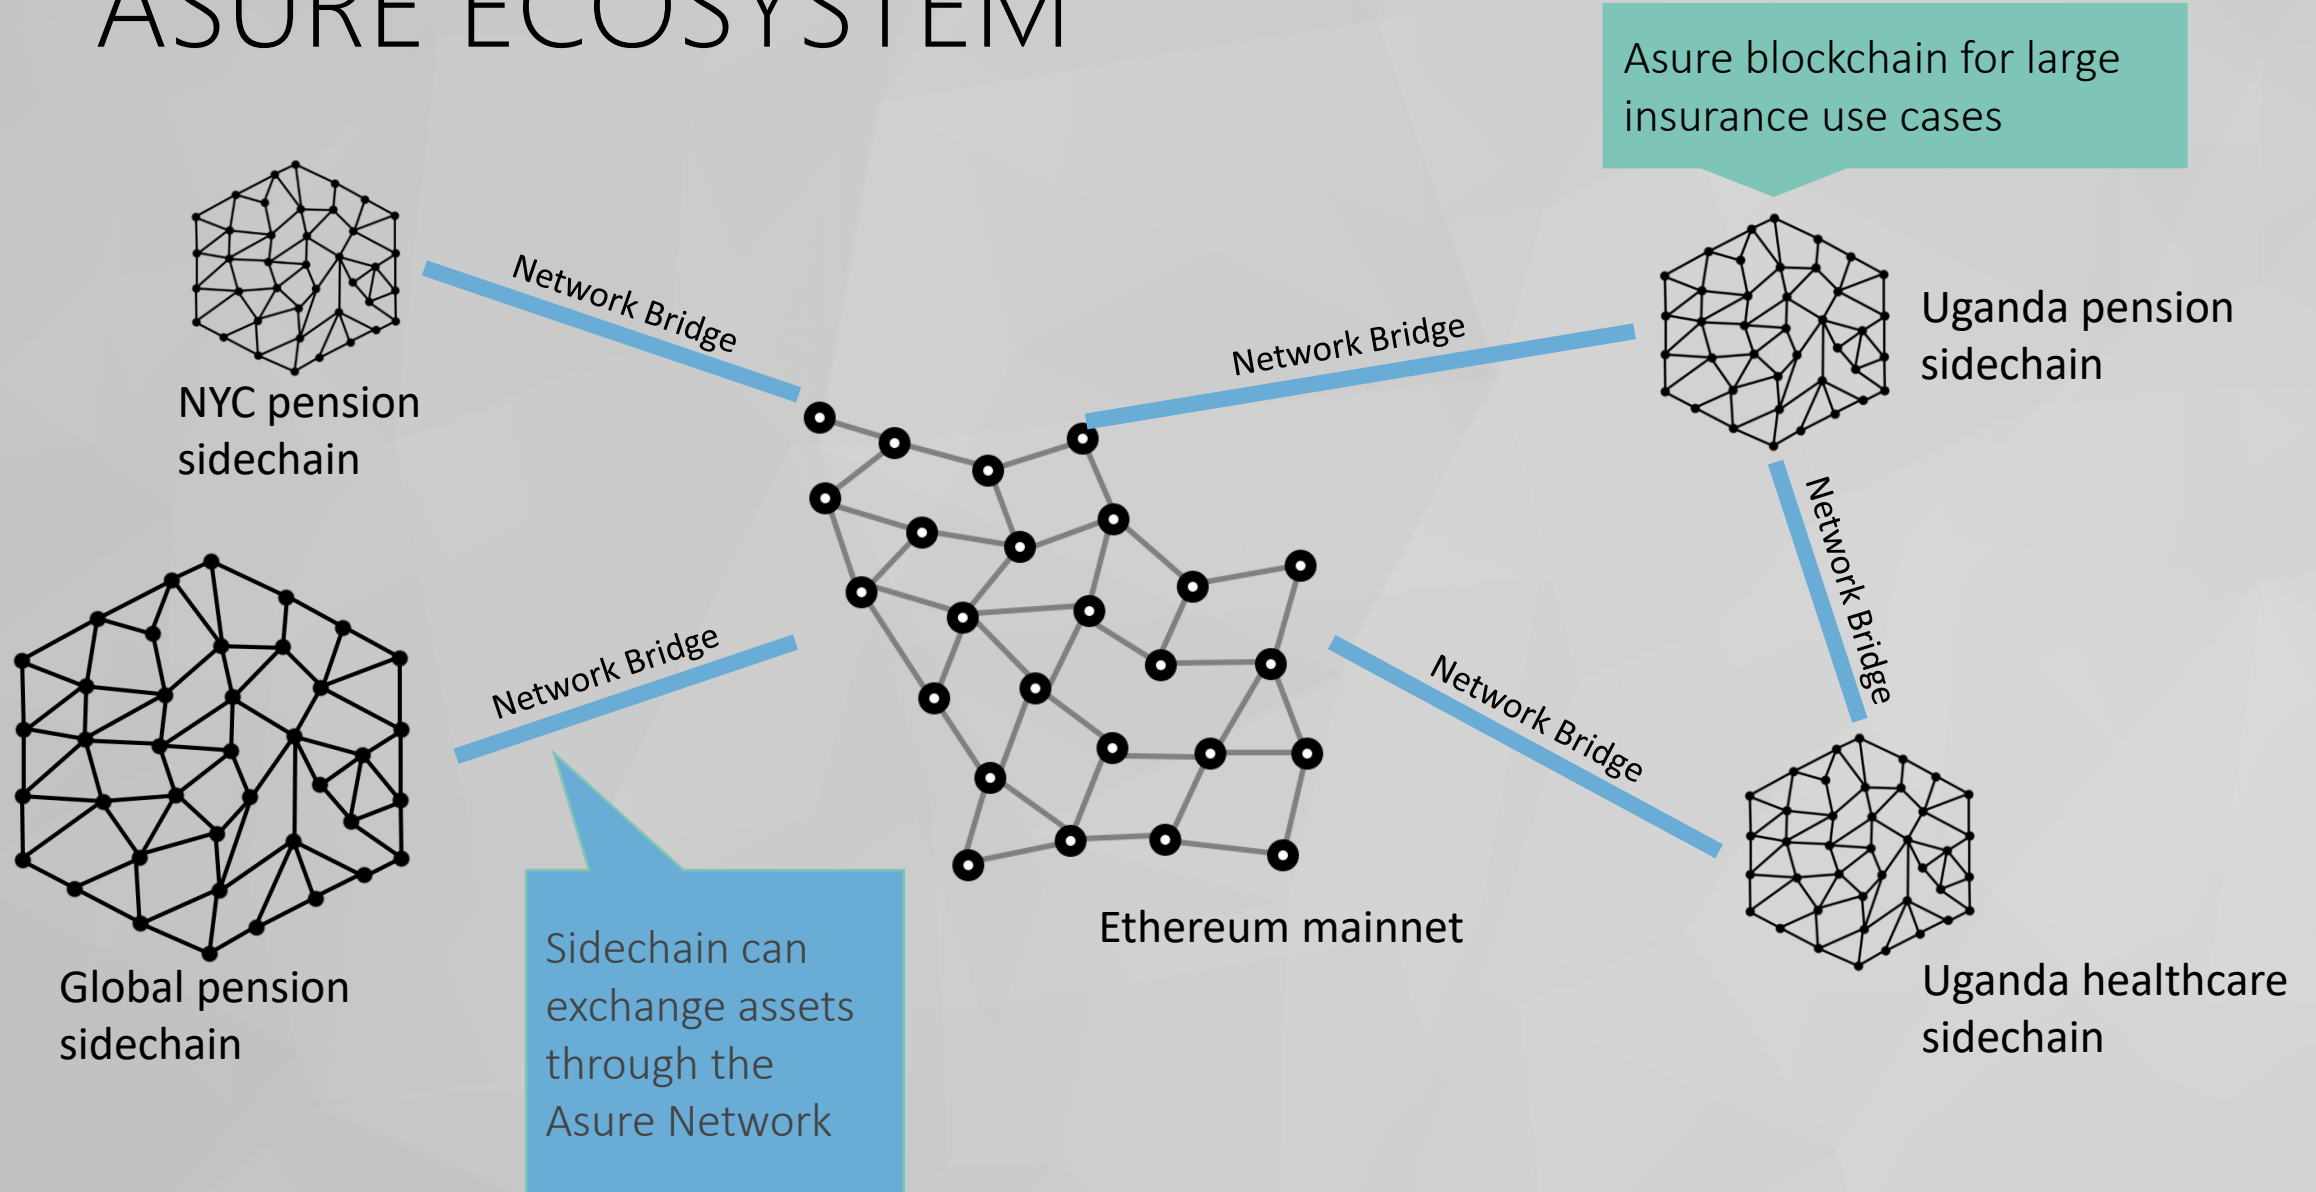 ASURE ECOSYSTEM
Asure blockchain for large
insurance use cases
Network Bridge
NYC pension
sidechain
Network Bridge
Uganda pension
sidechain
Network Bridge
Network Bridge
Global pension
sidechain
Network Bridge
Ethereum mainnet
Uganda healthcare
sidechain
Sidechain can
exchange assets
through the
Asure Network